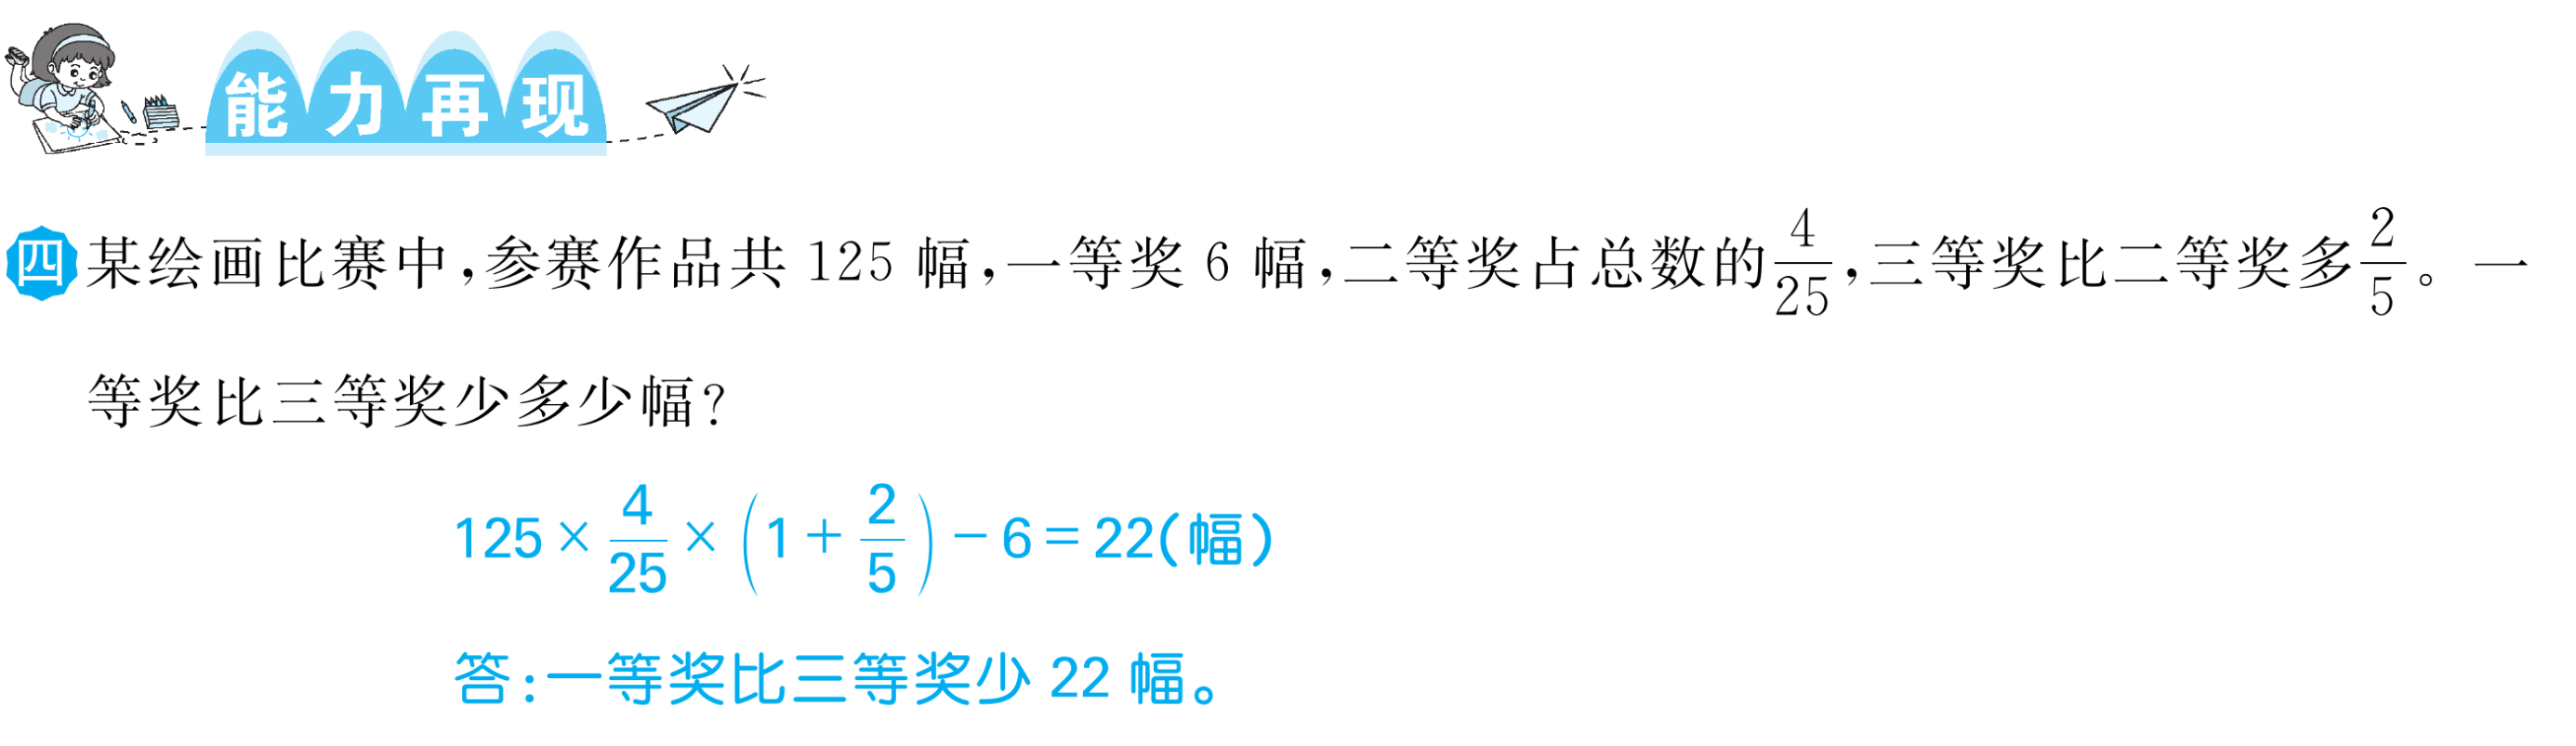 能力再现
四 某绘画比赛中,参赛作品共 125 幅,一等奖 6 幅,二等奖占总数的4/25,三等奖比二等奖多2/5。一
等奖比三等奖少多少幅?
125 × 4/25 × (1 + 2/5) − 6 = 22(幅)
答:一等奖比三等奖少 22 幅。